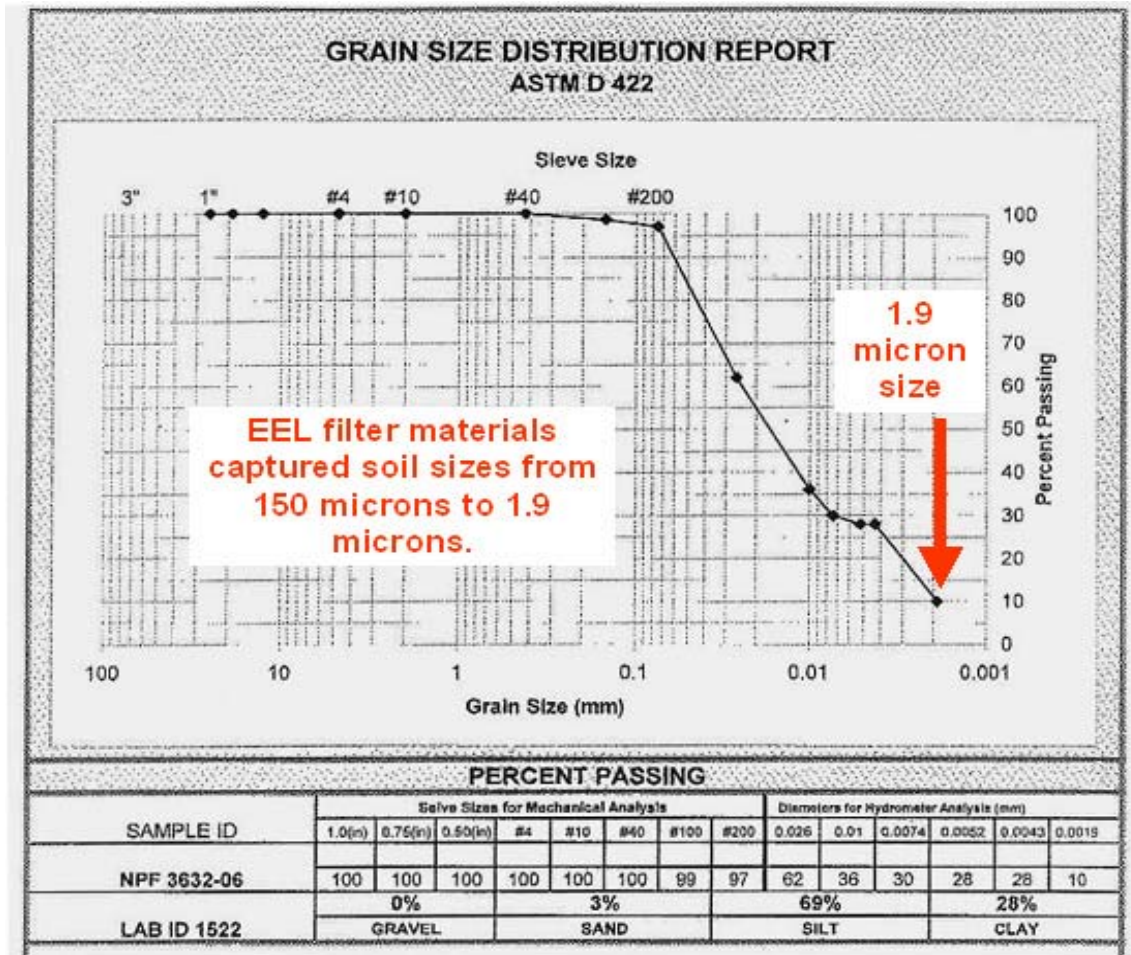 GRAIN SIZE DISTRIBUTION REPORT
ASTM D 422
Sieve Size
3" 1" #4 #10 #40 #200
100
90
80
70
60
50
40
30
20
10
0
Percent Passing
1.9
micron
size
EEL filter materials
captured soil sizes from
150 microns to 1.9
microns.
100 10 1 0.1 0.01 0.001
Grain Size (mm)
PERCENT PASSING
Seive Sizes for Mechanical Analysis Diameters for Hydrometer Analysis (mm)
SAMPLE ID 1.0(in) 0.75(in) 0.50(in) #4 #10 #40 #100 #200 0.026 0.01 0.0074 0.0052 0.0043 0.0019
NPF 3632-06 100 100 100 100 100 100 99 97 62 36 30 28 28 10
0% 3% 69% 28%
LAB ID 1522 GRAVEL SAND SILT CLAY